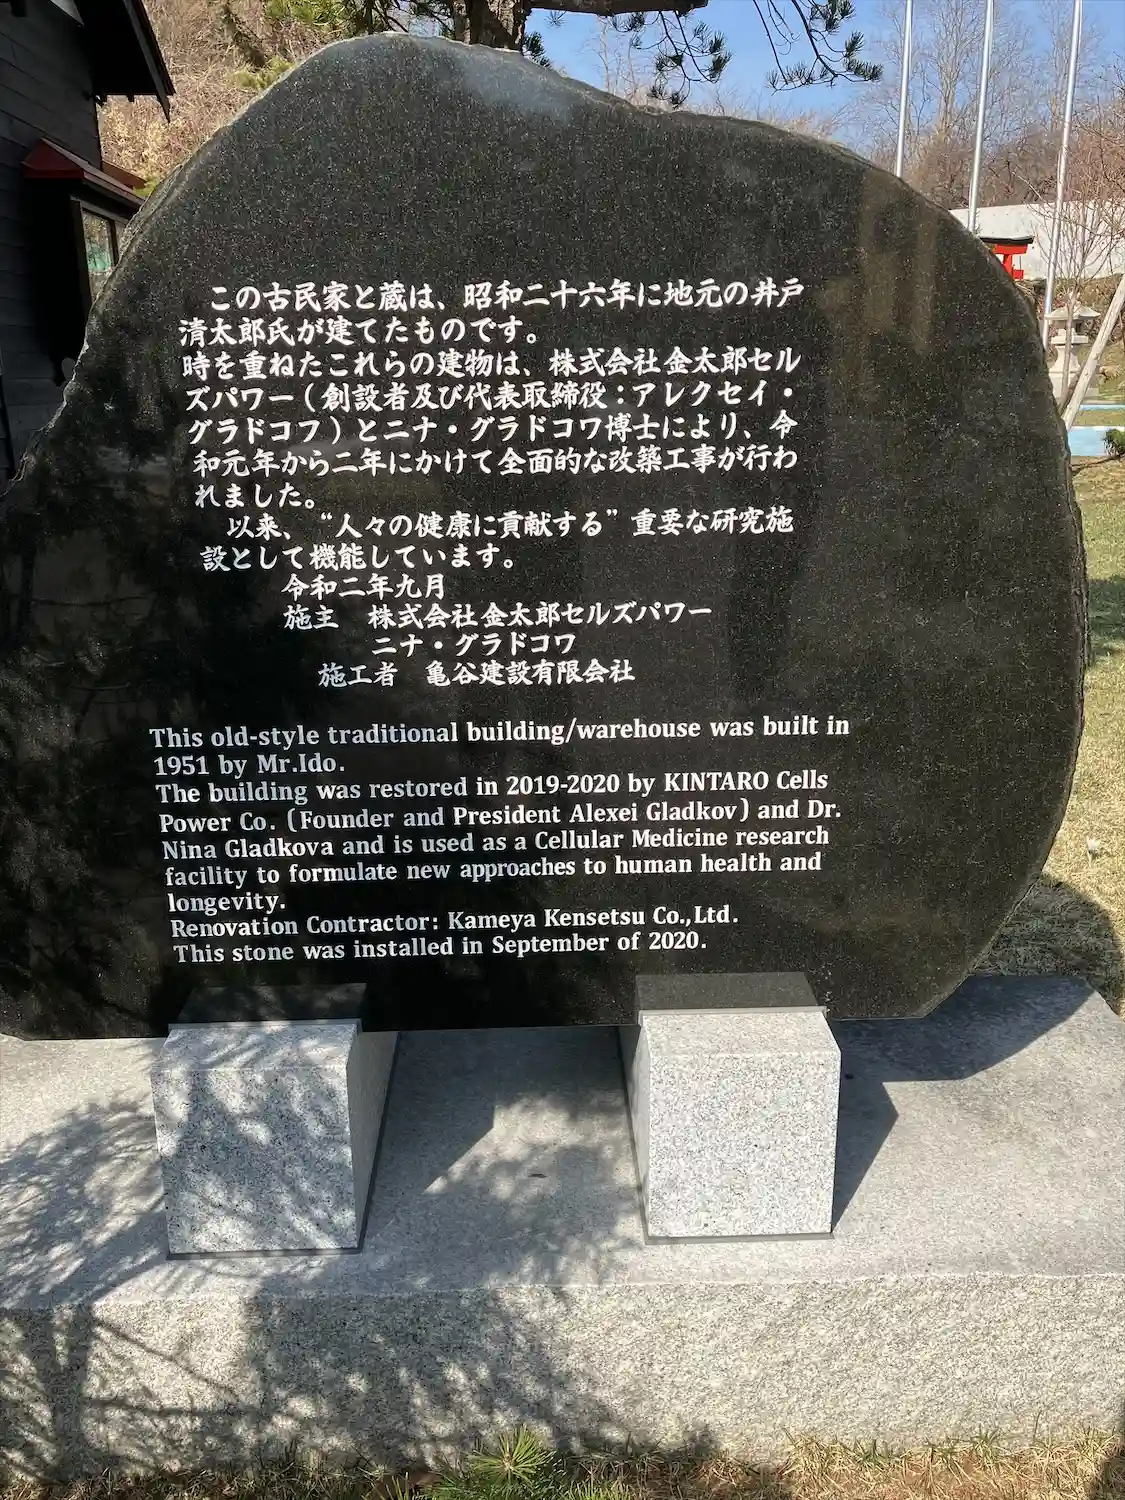 この古民家と蔵は、昭和二十六年に地元の井戸
清太郎氏が建てたものです。
時を重ねたこれらの建物は、株式会社金太郎セル
ズパワー(創設者及び代表取締役:アレクセイ・
グラドコフ)とニナ・グラドコワ博士により、令
和元年から二年にかけて全面的な改築工事が行わ
れました。
以来、“人々の健康に貢献する”重要な研究施
設として機能しています。
令和二年九月
施主 株式会社金太郎セルズパワー
ニナ・グラドコワ
施工者 亀谷建設有限会社
This old-style traditional building/warehouse was built in
1951 by Mr.Ido.
The building was restored in 2019-2020 by KINTARO Cells
Power Co. (Founder and President Alexei Gladkov) and Dr.
Nina Gladkova and is used as a Cellular Medicine research
facility to formulate new approaches to human health and
longevity.
Renovation Contractor: Kameya Kensetsu Co.,Ltd.
This stone was installed in September of 2020.